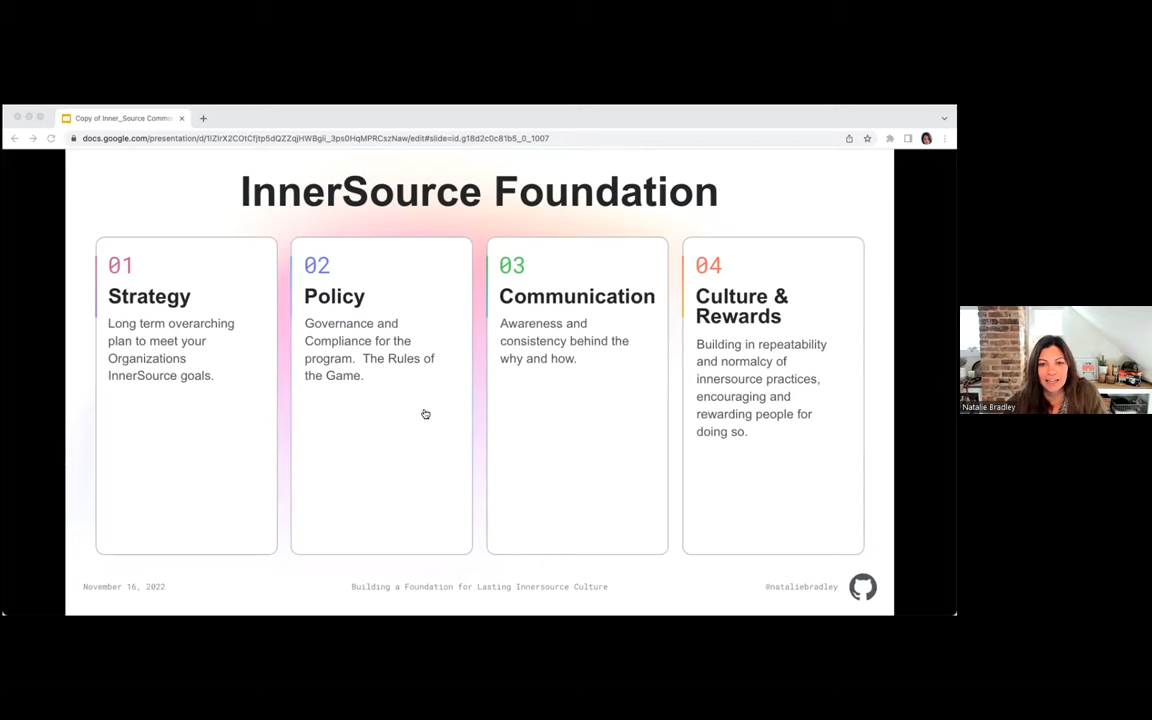 Copy of Inner_Source Commu
docs.google.com/presentation/d/1lZIrX2COtCfjtp5dQZZqjHWBgii_3ps0HqMPRCszNaw/edit#slide=id.g18d2c0c81b5_0_1007
InnerSource Foundation
01
Strategy
Long term overarching
plan to meet your
Organizations
InnerSource goals.
02
Policy
Governance and
Compliance for the
program. The Rules of
the Game.
03
Communication
Awareness and
consistency behind the
why and how.
04
Culture &
Rewards
Building in repeatability
and normalcy of
innersource practices,
encouraging and
rewarding people for
doing so.
November 16, 2022
Building a Foundation for Lasting Innersource Culture
@nataliebradley
Natalie Bradley